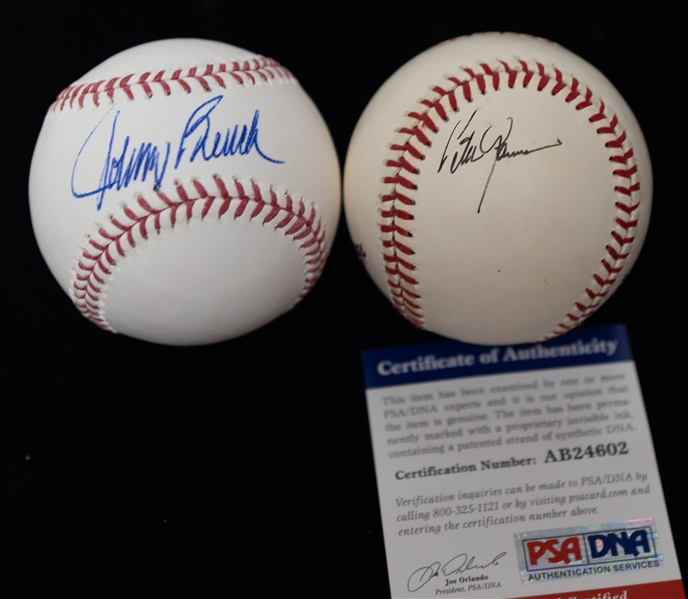 Johnny Bench
Certificate of Authenticity
This item has been examined by one or more
PSA/DNA experts and it is our opinion that
the item is genuine. The item has been perma-
nently marked with a proprietary invisible ink,
containing a patented strand of synthetic DNA.
Certification Number: AB24602
Verification inquiries can be made to PSA/DNA by
calling 800-325-1121 or by visiting psacard.com and
entering the certification number above.
Joe Orlando
President, PSA/DNA
PSA DNA
AUTHENTICATION SERVICES
Certified